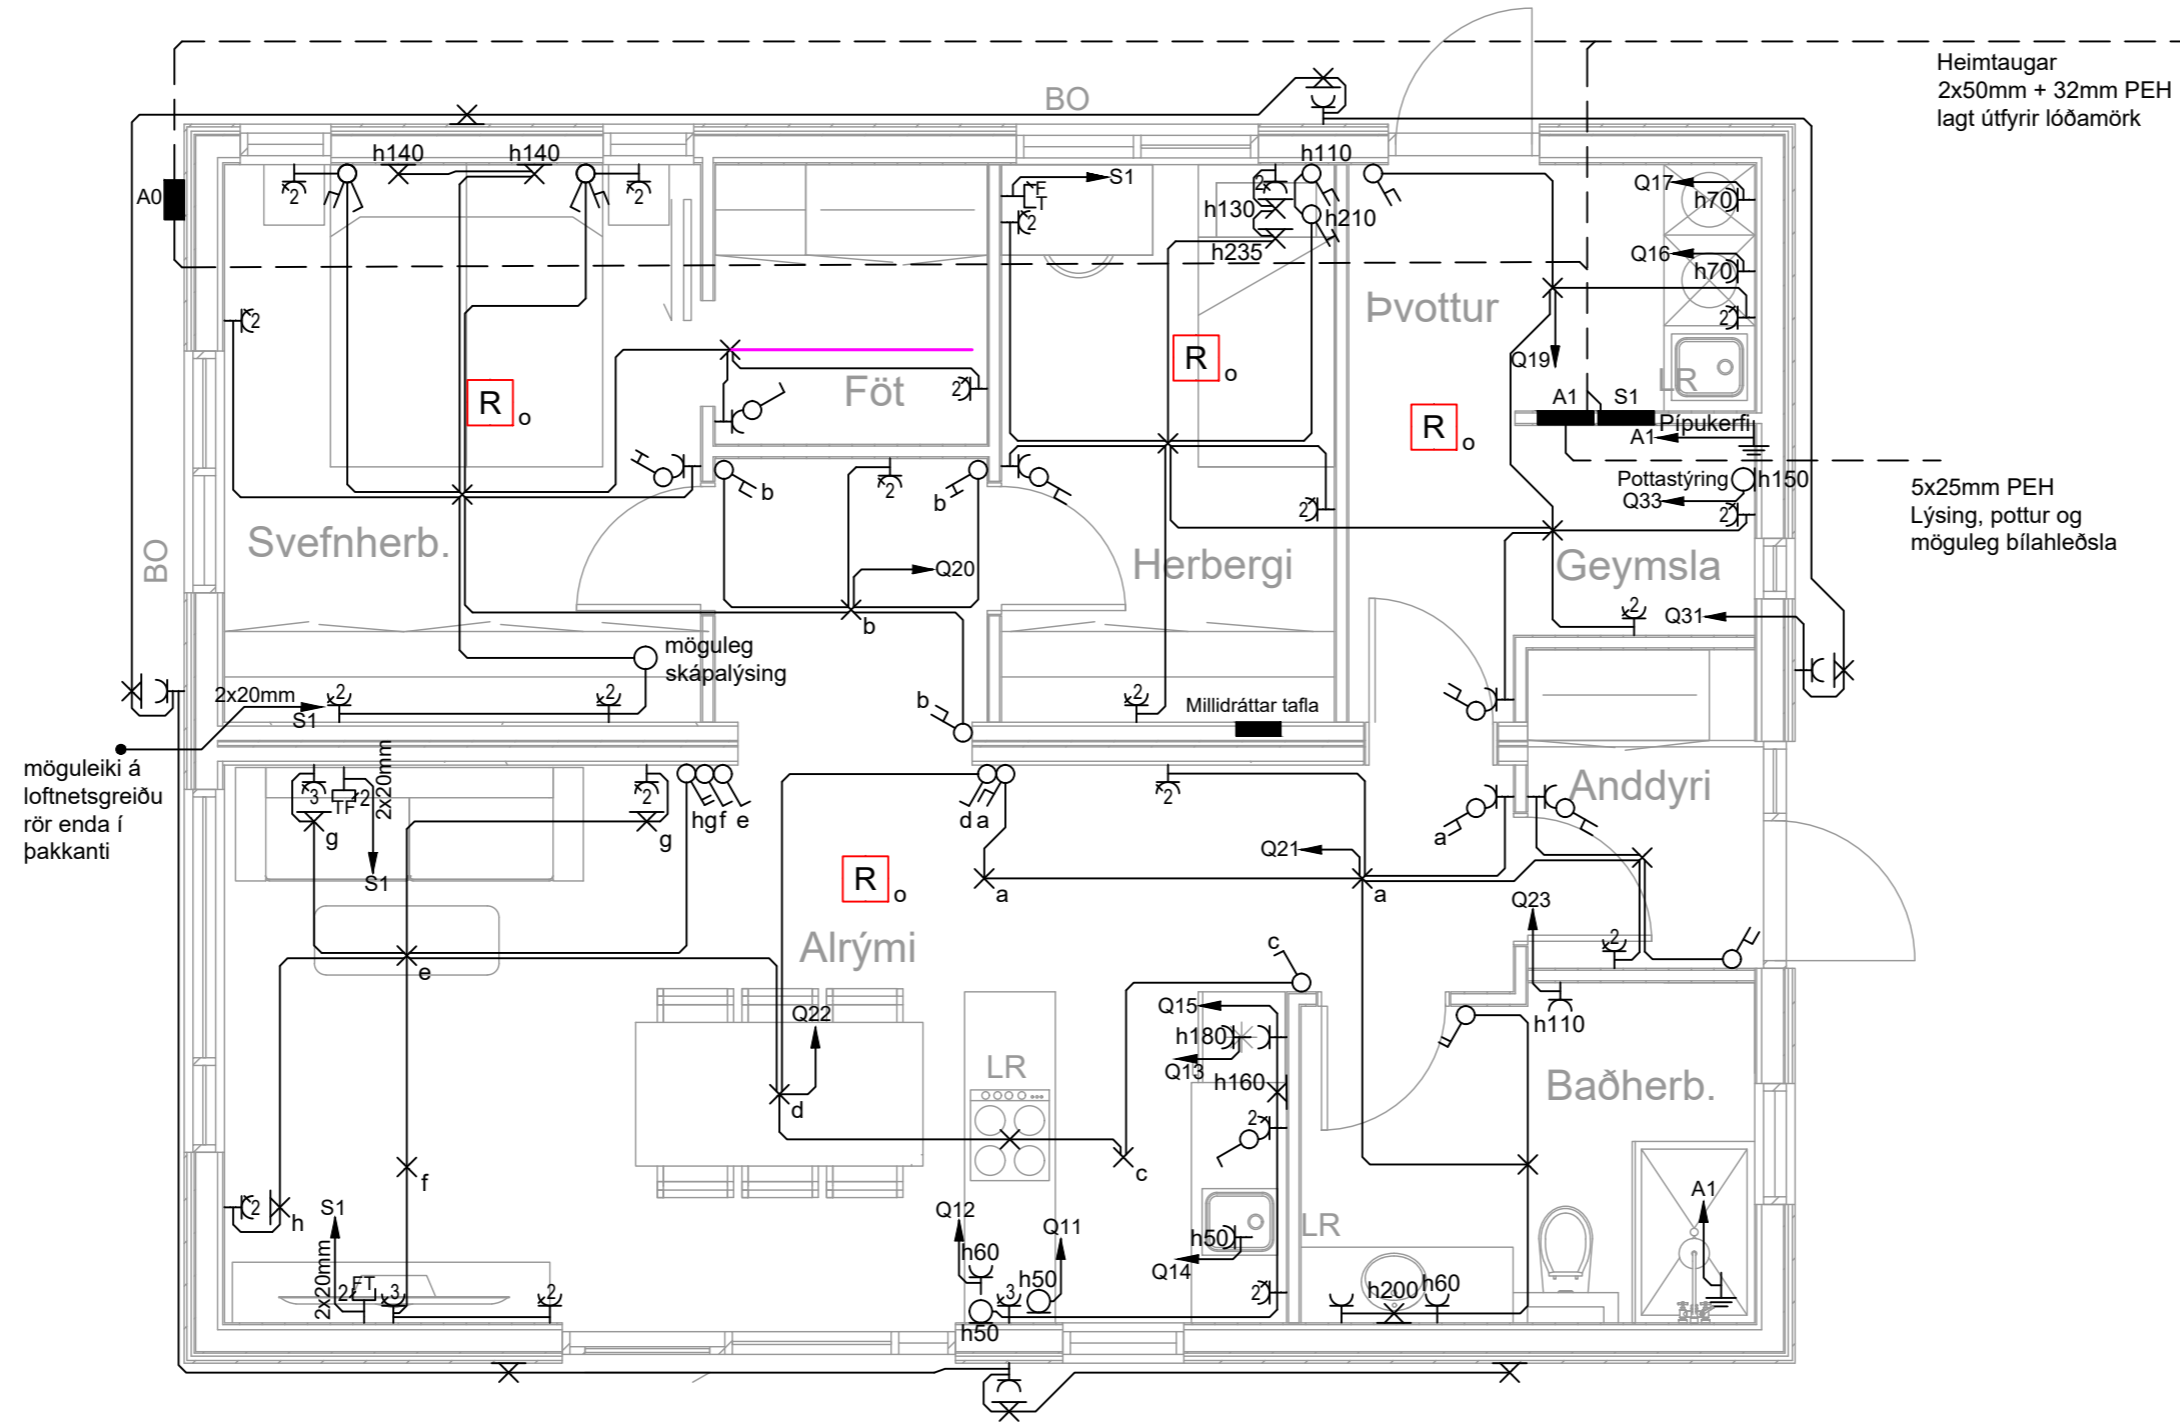 Heimtaugar
2x50mm + 32mm PEH
lagt útfyrir lóðamörk
BO
h140
h140
h110
A0
2
2
S1
FT
2
2
h130
h210
h235
Q17
h70
Q16
h70
Þvottur
2
2
R o
R o
R o
Föt
2
Q19
LR
A1
S1
Pípukerfi
A1
Pottastýring
h150
Q33
2
5x25mm PEH
Lýsing, pottur og
möguleg bílahleðsla
b
2
b
2
Svefnherb.
BO
Q20
Herbergi
Geymsla
b
2
Q31
möguleg
skápalýsing
2x20mm
S1
2
2
b
2
Millidráttar tafla
möguleiki á
loftnetsgreiðu
rör enda í
þakkanti
3
TF
2
2x20mm
2
g
g
h g f e
S1
d a
2
Anddyri
a
Q21
R o
a
a
Q23
Alrými
c
2
e
Q22
Q15
h110
h180
LR
Q13
h160
Baðherb.
d
2
c
f
2
h
S1
Q12
Q11
h60
h50
h50
Q14
LR
A1
2x20mm
2
FT
3
2
3
h50
2
h200
h60